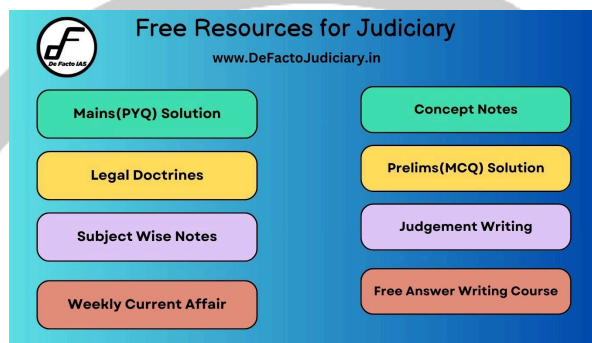 Free Resources for Judiciary
De Facto IAS
www.DeFactoJudiciary.in
Mains(PYQ) Solution
Concept Notes
Legal Doctrines
Prelims(MCQ) Solution
Subject Wise Notes
Judgement Writing
Weekly Current Affair
Free Answer Writing Course